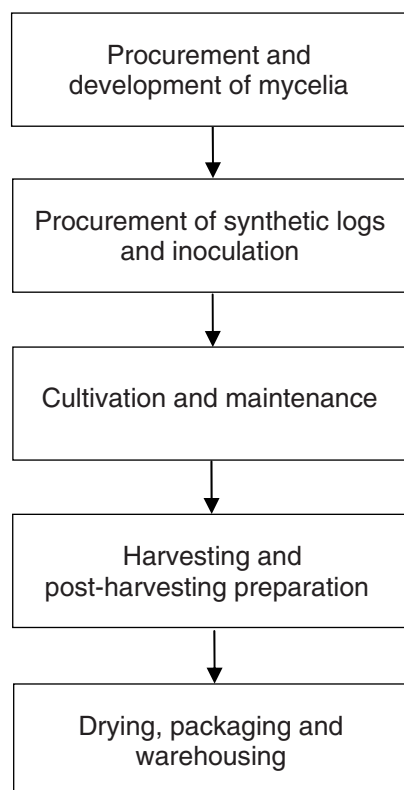 Procurement and
development of mycelia
Procurement of synthetic logs
and inoculation
Cultivation and maintenance
Harvesting and
post-harvesting preparation
Drying, packaging and
warehousing